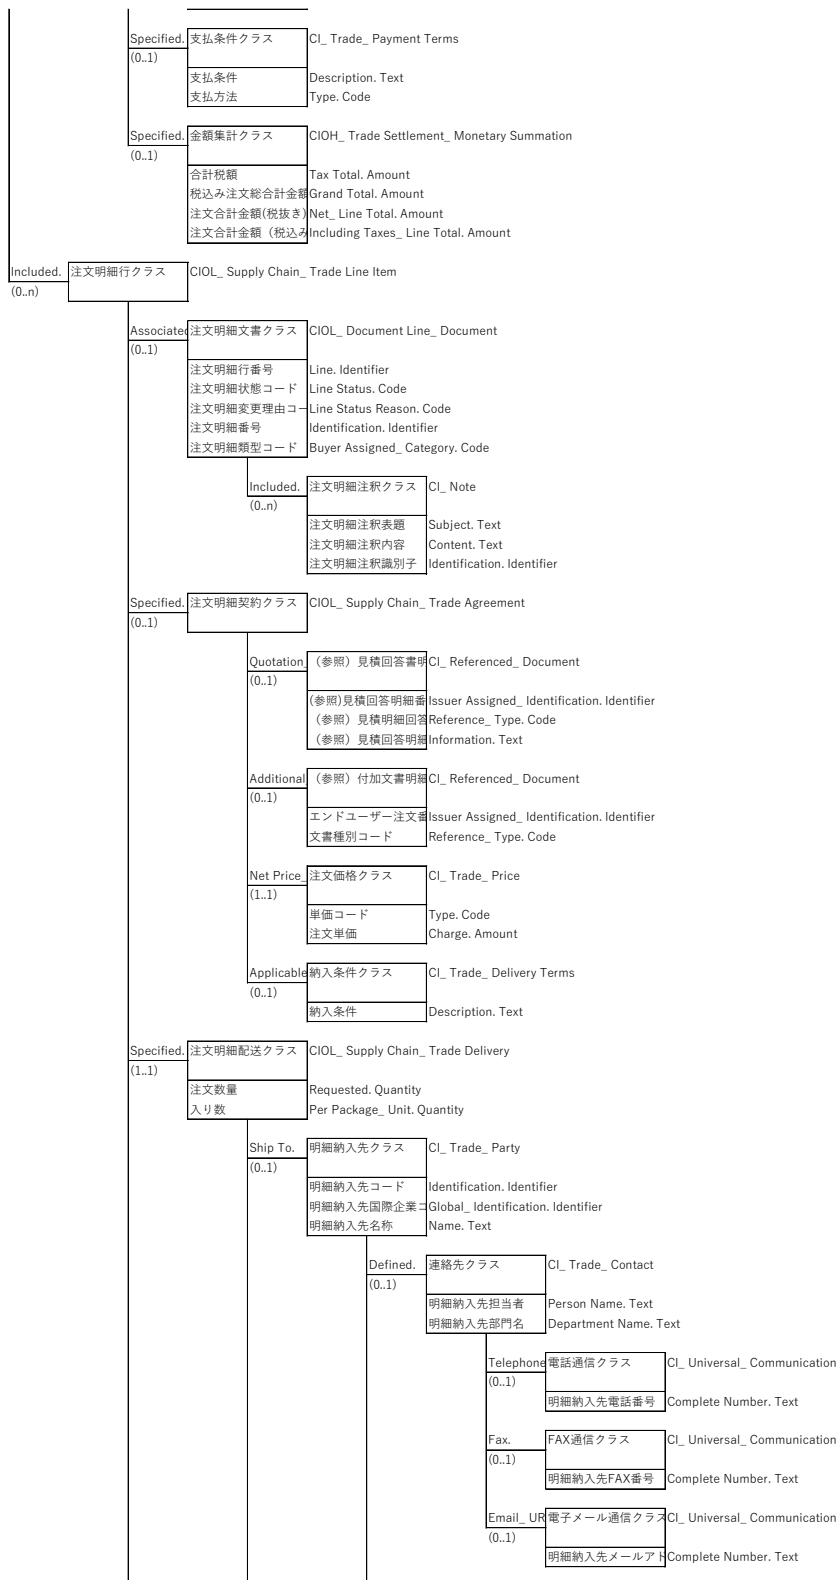 Specified. 支払条件クラス CI_ Trade_ Payment Terms
(0..1)
支払条件 Description. Text
支払方法 Type. Code
Specified. 金額集計クラス CIOH_ Trade Settlement_ Monetary Summation
(0..1)
合計税額 Tax Total. Amount
税込み注文総合計金額 Grand Total. Amount
注文合計金額(税抜き) Net_ Line Total. Amount
注文合計金額（税込み Including Taxes_ Line Total. Amount
Included. 注文明細行クラス CIOL_ Supply Chain_ Trade Line Item
(0..n)
Associated 注文明細文書クラス CIOL_ Document Line_ Document
(0..1)
注文明細行番号 Line. Identifier
注文明細状態コード Line Status. Code
注文明細変更理由コー Line Status Reason. Code
注文明細番号 Identification. Identifier
注文明細類型コード Buyer Assigned_ Category. Code
Included. 注文明細注釈クラス CI_ Note
(0..n)
注文明細注釈表題 Subject. Text
注文明細注釈内容 Content. Text
注文明細注釈識別子 Identification. Identifier
Specified. 注文明細契約クラス CIOL_ Supply Chain_ Trade Agreement
(0..1)
Quotation_ （参照）見積回答書明 CI_ Referenced_ Document
(0..1)
(参照)見積回答明細番 Issuer Assigned_ Identification. Identifier
（参照）見積明細回答 Reference_ Type. Code
（参照）見積回答明細 Information. Text
Additional （参照）付加文書明細 CI_ Referenced_ Document
(0..1)
エンドユーザー注文番 Issuer Assigned_ Identification. Identifier
文書種別コード Reference_ Type. Code
Net Price_ 注文価格クラス CI_ Trade_ Price
(1..1)
単価コード Type. Code
注文単価 Charge. Amount
Applicable 納入条件クラス CI_ Trade_ Delivery Terms
(0..1)
納入条件 Description. Text
Specified. 注文明細配送クラス CIOL_ Supply Chain_ Trade Delivery
(1..1)
注文数量 Requested. Quantity
入り数 Per Package_ Unit. Quantity
Ship To. 明細納入先クラス CI_ Trade_ Party
(0..1)
明細納入先コード Identification. Identifier
明細納入先国際企業コ Global_ Identification. Identifier
明細納入先名称 Name. Text
Defined. 連絡先クラス CI_ Trade_ Contact
(0..1)
明細納入先担当者 Person Name. Text
明細納入先部門名 Department Name. Text
Telephone 電話通信クラス CI_ Universal_ Communication
(0..1)
明細納入先電話番号 Complete Number. Text
Fax. FAX通信クラス CI_ Universal_ Communication
(0..1)
明細納入先FAX番号 Complete Number. Text
Email_ UR 電子メール通信クラス CI_ Universal_ Communication
(0..1)
明細納入先メールアド Complete Number. Text